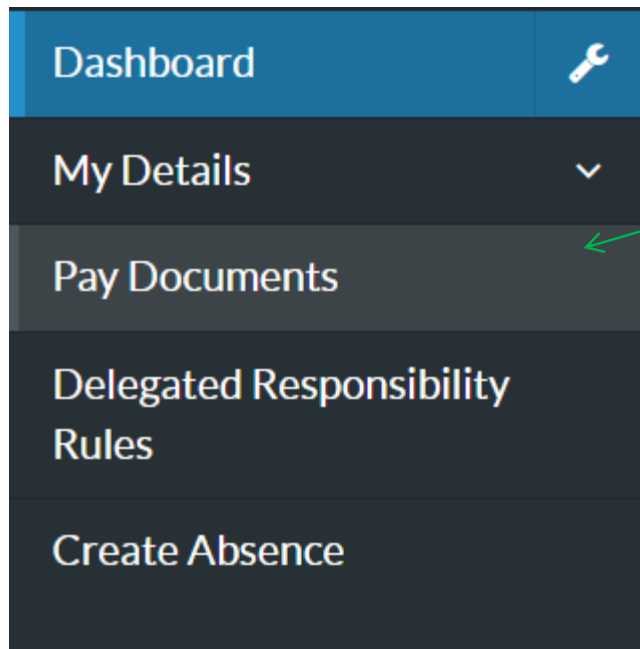 Dashboard
My Details
Pay Documents
Delegated Responsibility
Rules
Create Absence